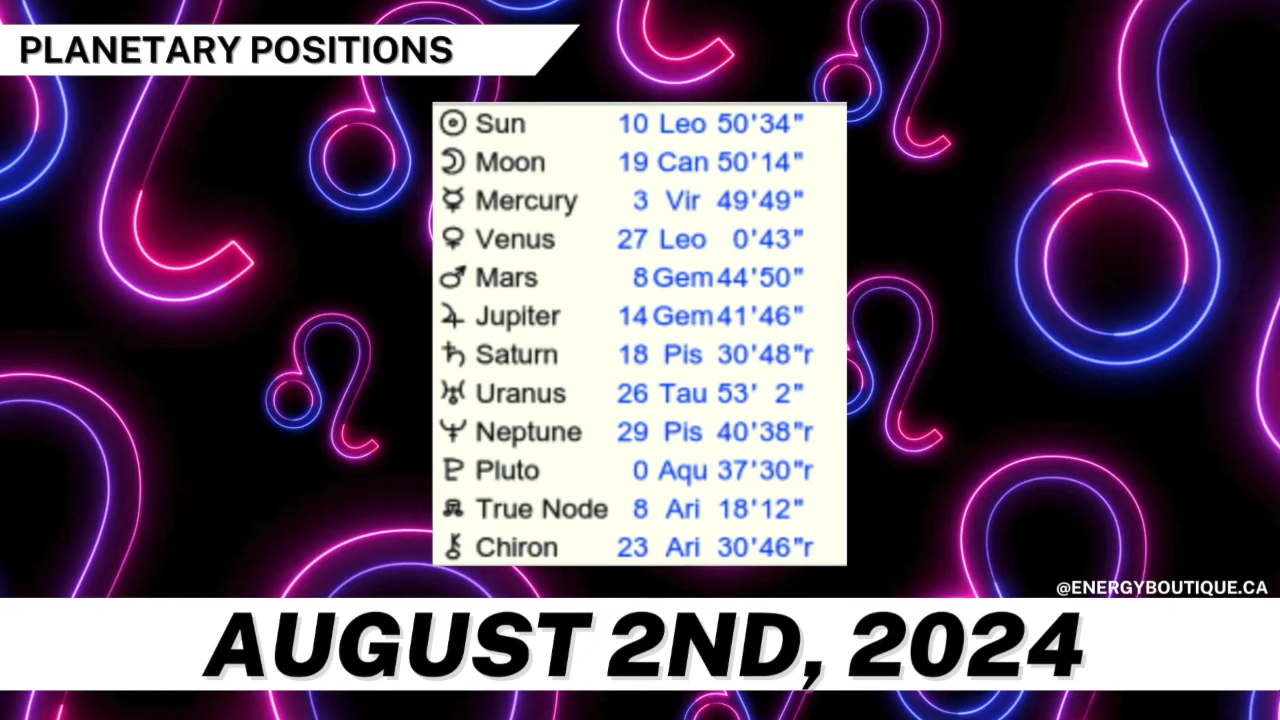 PLANETARY POSITIONS
Sun 10 Leo 50'34"
Moon 19 Can 50'14"
Mercury 3 Vir 49'49"
Venus 27 Leo 0'43"
Mars 8 Gem 44'50"
Jupiter 14 Gem 41'46"
Saturn 18 Pis 30'48"r
Uranus 26 Tau 53' 2"
Neptune 29 Pis 40'38"r
Pluto 0 Aqu 37'30"r
True Node 8 Ari 18'12"
Chiron 23 Ari 30'46"r
@ENERGYBOUTIQUE.CA
AUGUST 2ND, 2024